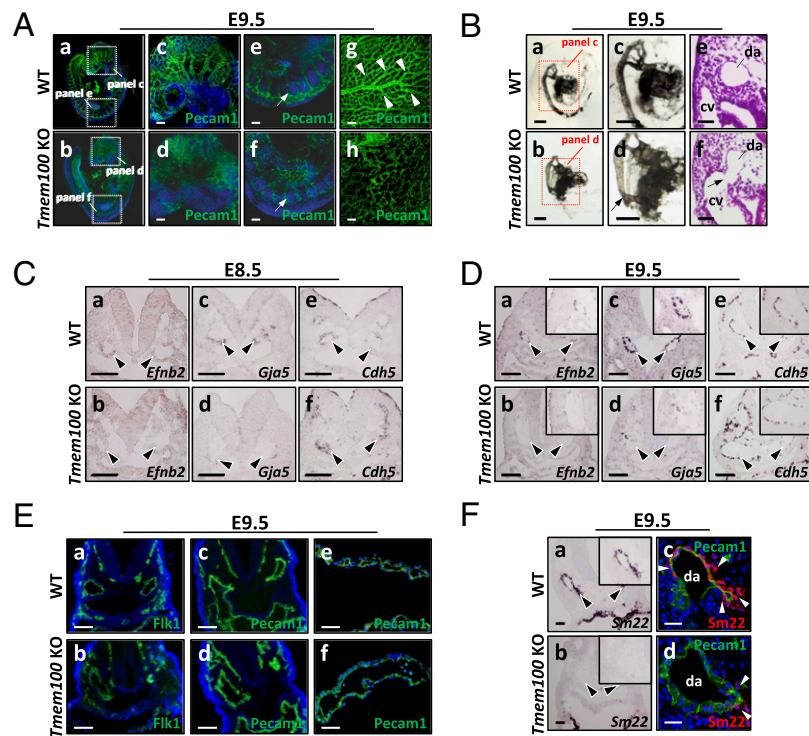 A
E9.5
WT
Tmem100 KO
a
panel c
panel e
c
Pecam1
e
Pecam1
g
Pecam1
b
panel d
panel f
d
Pecam1
f
Pecam1
h
Pecam1
B
E9.5
WT
Tmem100 KO
a
panel c
c
e
da
cv
b
panel d
d
f
da
cv
C
E8.5
WT
Tmem100 KO
a
Efnb2
c
Gja5
e
Cdh5
b
Efnb2
d
Gja5
f
Cdh5
D
E9.5
WT
Tmem100 KO
a
Efnb2
c
Gja5
e
Cdh5
b
Efnb2
d
Gja5
f
Cdh5
E
E9.5
WT
Tmem100 KO
a
Flk1
c
Pecam1
e
Pecam1
b
Flk1
d
Pecam1
f
Pecam1
F
E9.5
WT
Tmem100 KO
a
Sm22
c
Pecam1
da
Sm22
b
Sm22
d
Pecam1
da
Sm22